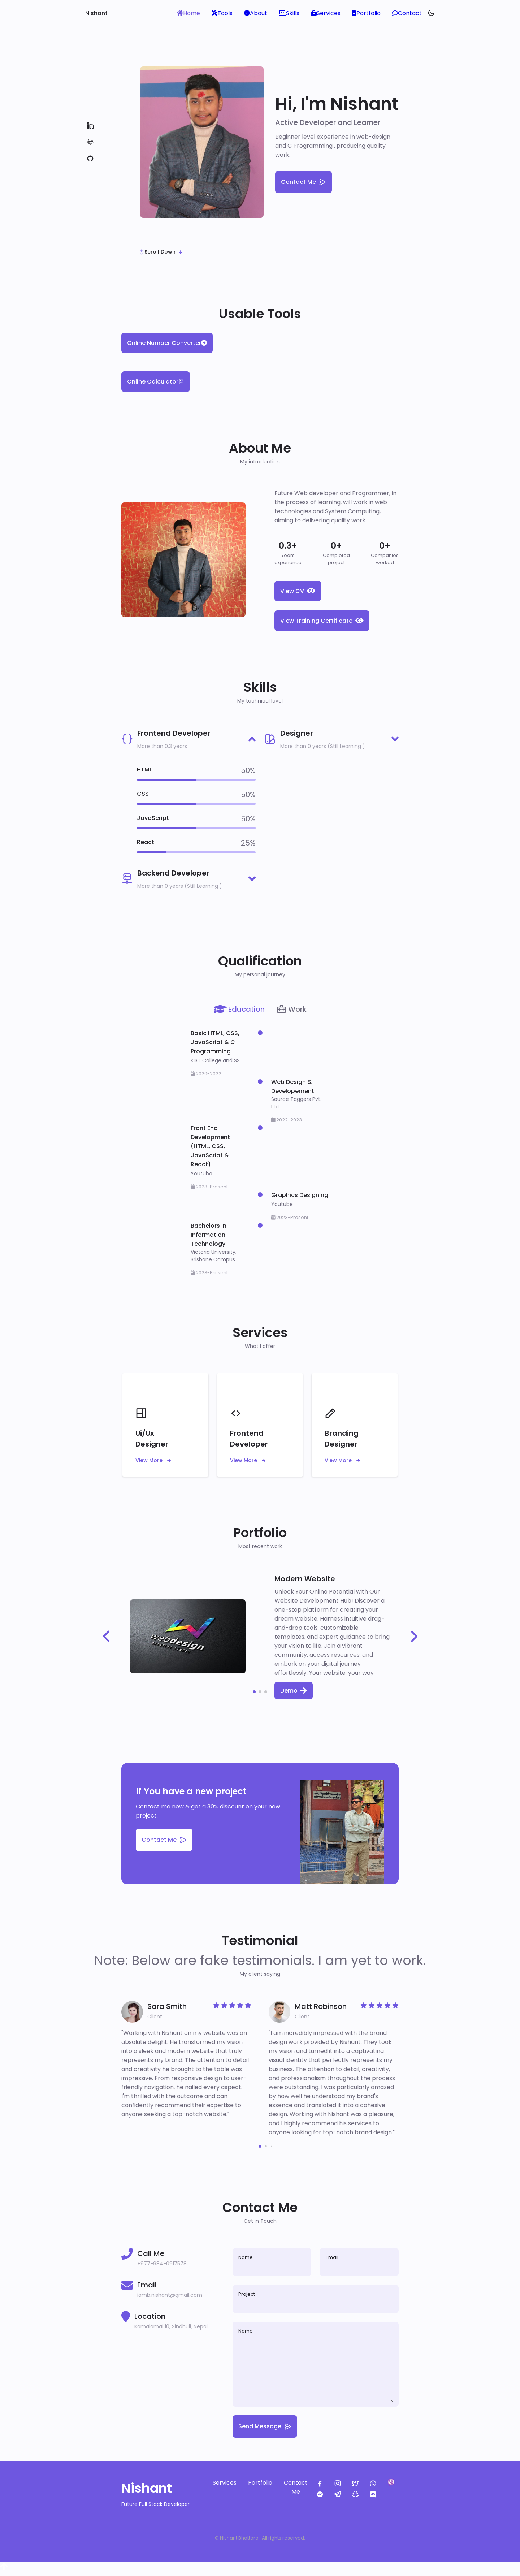 Nishant
Home
Tools
About
Skills
Services
Portfolio
Contact
Hi, I'm Nishant
Active Developer and Learner
Beginner level experience in web-design
and C Programming , producing quality
work.
Contact Me
Scroll Down
Usable Tools
Online Number Converter
Online Calculator
About Me
My introduction
Future Web developer and Programmer, in
the process of learning, will work in web
technologies and System Computing,
aiming to delivering quality work.
0.3+
Years
experience
0+
Completed
project
0+
Companies
worked
View CV
View Training Certificate
Skills
My technical level
Frontend Developer
More than 0.3 years
HTML
50%
CSS
50%
JavaScript
50%
React
25%
Backend Developer
More than 0 years (Still Learning )
Designer
More than 0 years (Still Learning )
Qualification
My personal journey
Education
Work
Basic HTML, CSS,
JavaScript & C
Programming
KIST College and SS
2020-2022
Web Design &
Developement
Source Taggers Pvt.
Ltd
2022-2023
Front End
Development
(HTML, CSS,
JavaScript &
React)
Youtube
2023-Present
Graphics Designing
Youtube
2023-Present
Bachelors in
Information
Technology
Victoria University,
Brisbane Campus
2023-Present
Services
What I offer
Ui/Ux
Designer
View More
Frontend
Developer
View More
Branding
Designer
View More
Portfolio
Most recent work
webdesign
Modern Website
Unlock Your Online Potential with Our
Website Development Hub! Discover a
one-stop platform for creating your
dream website. Harness intuitive drag-
and-drop tools, customizable
templates, and expert guidance to bring
your vision to life. Join a vibrant
community, access resources, and
embark on your digital journey
effortlessly. Your website, your way
Demo
If You have a new project
Contact me now & get a 30% discount on your new
project.
Contact Me
Testimonial
Note: Below are fake testimonials. I am yet to work.
My client saying
Sara Smith
Client
"Working with Nishant on my website was an
absolute delight. He transformed my vision
into a sleek and modern website that truly
represents my brand. The attention to detail
and creativity he brought to the table was
impressive. From responsive design to user-
friendly navigation, he nailed every aspect.
I'm thrilled with the outcome and can
confidently recommend their expertise to
anyone seeking a top-notch website."
Matt Robinson
Client
"I am incredibly impressed with the brand
design work provided by Nishant. They took
my vision and turned it into a captivating
visual identity that perfectly represents my
business. The attention to detail, creativity,
and professionalism throughout the process
were outstanding. I was particularly amazed
by how well he understood my brand's
essence and translated it into a cohesive
design. Working with Nishant was a pleasure,
and I highly recommend his services to
anyone looking for top-notch brand design."
Contact Me
Get in Touch
Call Me
+977-984-0917578
Email
iamb.nishant@gmail.com
Location
Kamalamai 10, Sindhuli, Nepal
Name
Email
Project
Name
Send Message
Nishant
Future Full Stack Developer
Services
Portfolio
Contact
Me